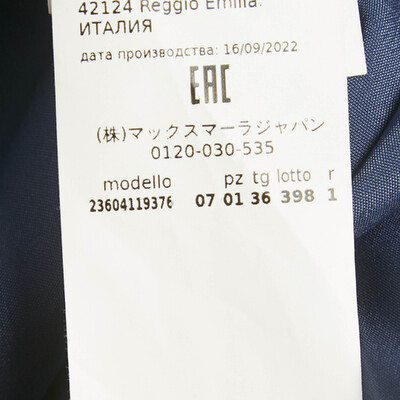 42124 Reggio Emilia.
ИТАЛИЯ
дата производства: 16/09/2022
EAC
(株)マックスマーラジャパン
0120-030-535
modello pz tg lotto r
23604119376 07 01 36 398 1